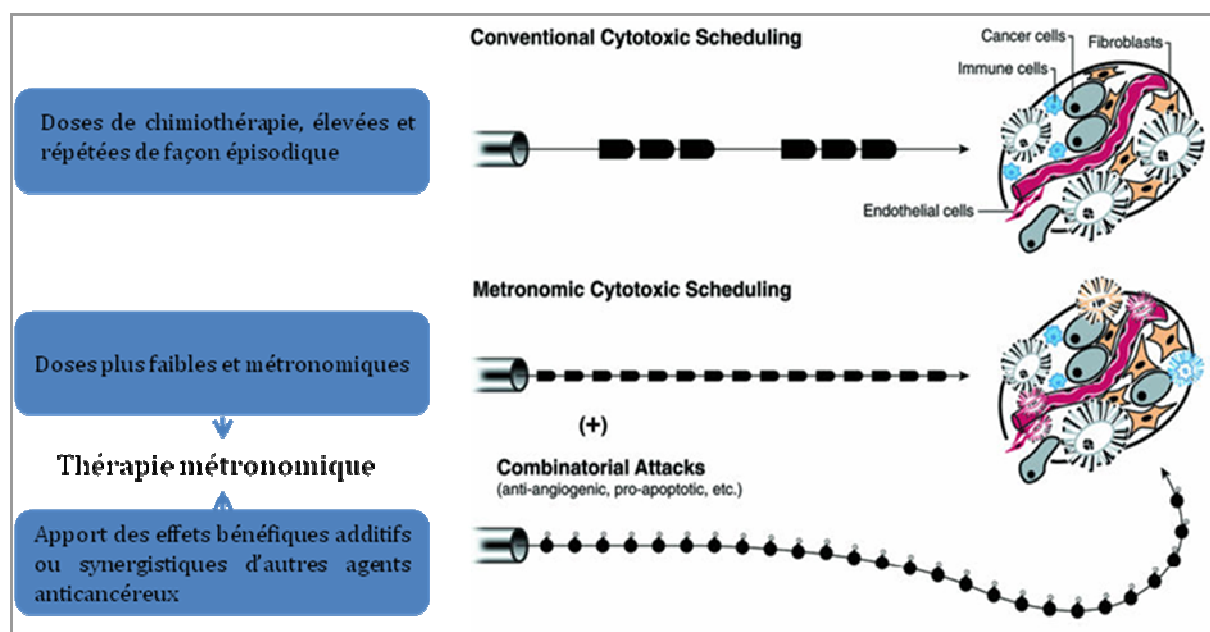 Conventional Cytotoxic Scheduling
Cancer cells
Fibroblasts
Immune cells
Doses de chimiothérapie, élevées et
répétées de façon épisodique
Endothelial cells
Metronomic Cytotoxic Scheduling
Doses plus faibles et métronomiques
(+)
Thérapie métronomique
Combinatorial Attacks
(anti-angiogenic, pro-apoptotic, etc.)
Apport des effets bénéfiques additifs
ou synergistiques d'autres agents
anticancéreux